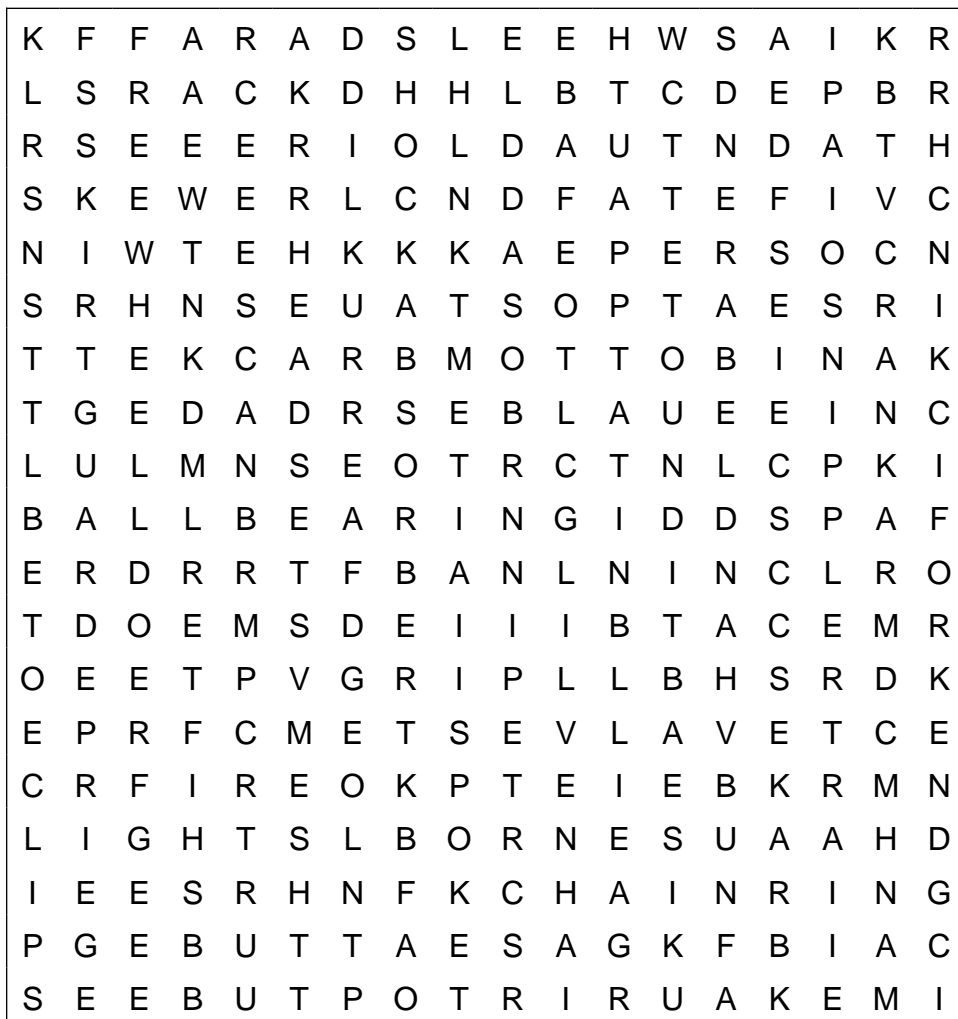 K F F A R A D S L E E H W S A I K R
L S R A C K D H H L B T C D E P B R
R S E E E R I O L D A U T N D A T H
S K E W E R L C N D F A T E F I V C
N I W T E H K K K A E P E R S O C N
S R H N S E U A T S O P T A E S R I
T T E K C A R B M O T T O B I N A K
T G E D A D R S E B L A U E E I N C
L U L M N S E O T R C T N L C P K I
B A L L B E A R I N G I D D S P A F
E R D R R T F B A N L N I N C L R O
T D O E M S D E I I I B T A C E M R
O E E T P V G R I P L L B H S R D K
E P R F C M E T S E V L A V E T C E
C R F I R E O K P T E I E B K R M N
L I G H T S L B O R N E S U A A H D
I E E S R H N F K C H A I N R I N G
P G E B U T T A E S A G K F B I A C
S E E B U T P O T R I R U A K E M I